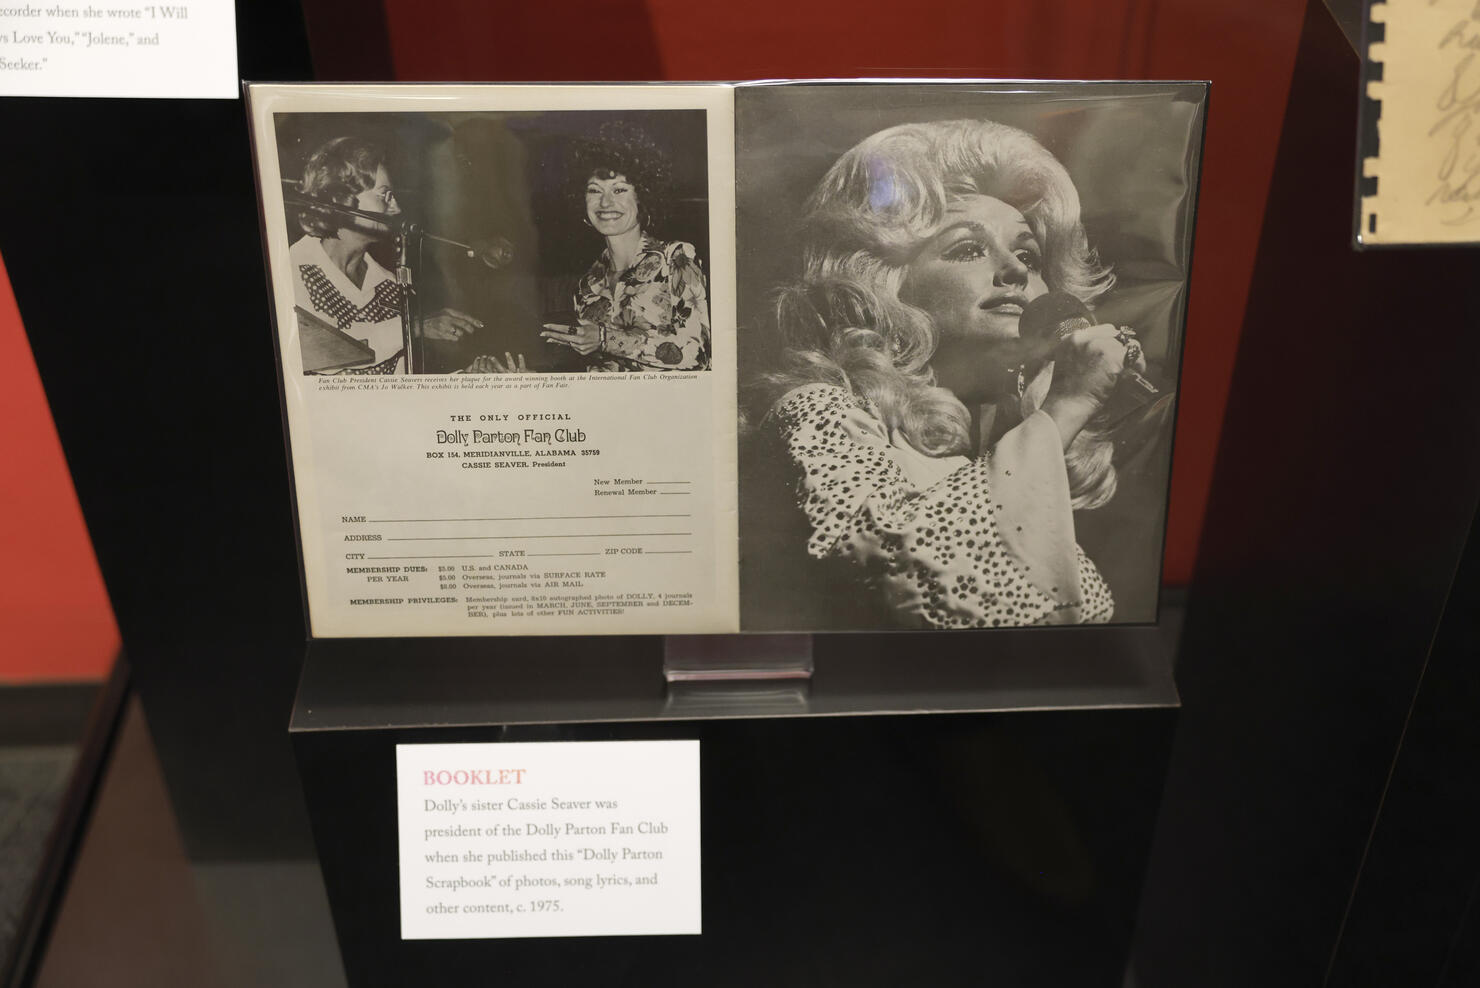 ecorder when she wrote “I Will
ys Love You,” “Jolene,” and
Seeker.”
Fan Club President Cassie Seavers receives her plaque for the award winning booth at the International Fan Club Organization
exhibit from CMA's Jo Walker. This exhibit is held each year as a part of Fan Fair.
THE ONLY OFFICIAL
Dolly Parton Fan Club
BOX 154, MERIDIANVILLE, ALABAMA 35759
CASSIE SEAVER, President
New Member
Renewal Member
NAME
ADDRESS
CITY STATE ZIP CODE
MEMBERSHIP DUES: $3.00 U.S. and CANADA
PER YEAR $5.00 Overseas, journals via SURFACE RATE
$8.00 Overseas, journals via AIR MAIL
MEMBERSHIP PRIVILEGES: Membership card, 8x10 autographed photo of DOLLY, 4 journals
per year (issued in MARCH, JUNE, SEPTEMBER and DECEM-
BER), plus lots of other FUN ACTIVITIES!
BOOKLET
Dolly’s sister Cassie Seaver was
president of the Dolly Parton Fan Club
when she published this “Dolly Parton
Scrapbook” of photos, song lyrics, and
other content, c. 1975.